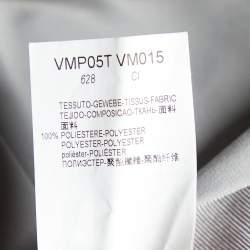 VMP05T VM015
628 CI
TESSUTO-GEWEBE-TISSUS-FABRIC
TEJIDO-COMPOSICAO-ТКАНЬ-面料
面料
100% POLIESTERE-POLYESTER
POLYESTER-POLYESTER
poliéster-POLIÉSTER
ПОЛИЭСТЕР-聚酯纖維-聚酯纤维